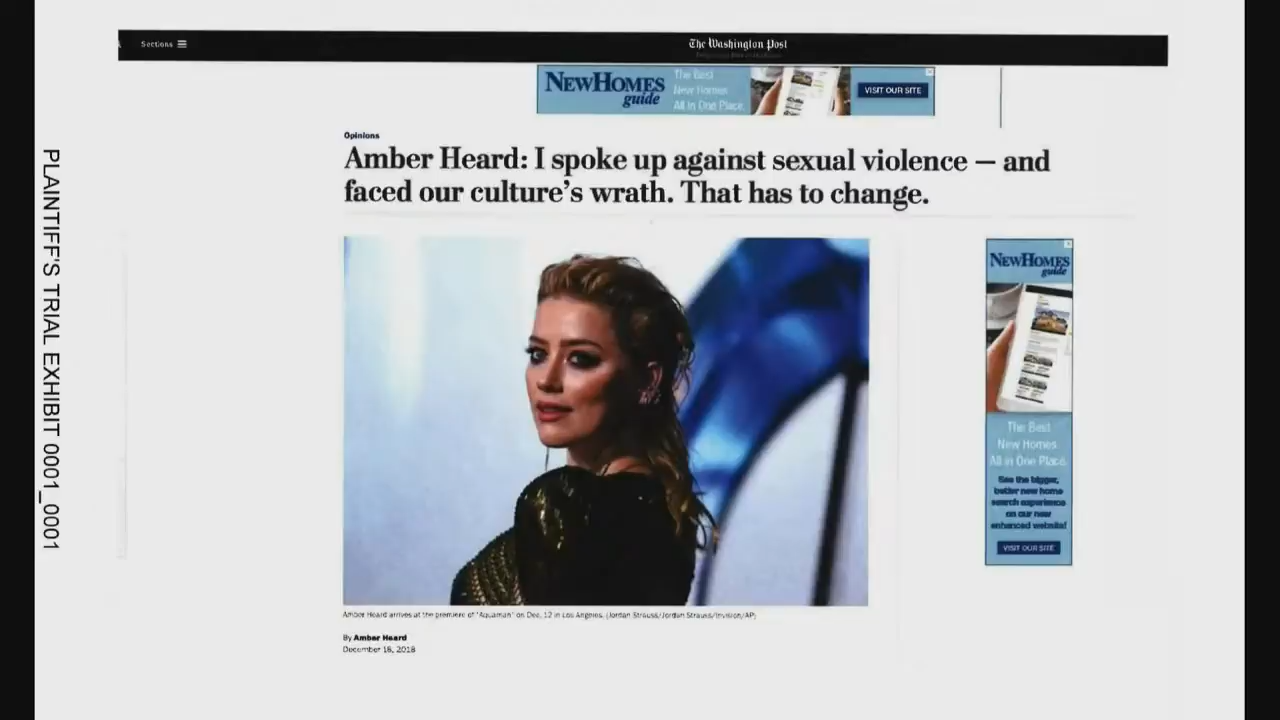 Sections
The Washington Post
NEWHOMES
guide
The Best
New Homes
All in One Place.
VISIT OUR SITE
Opinions
Amber Heard: I spoke up against sexual violence — and
faced our culture's wrath. That has to change.
PLAINTIFF'S TRIAL EXHIBIT 0001_0001
NEWHOMES
guide
The Best
New Homes.
All in One Place.
See the bigger,
better new home
search experience
on our new
enhanced website!
VISIT OUR SITE
Amber Heard arrives at the premiere of "Aquaman" on Dec. 12 in Los Angeles. (Jordan Strauss/Jordan Strauss/Invision/AP)
By Amber Heard
December 18, 2018